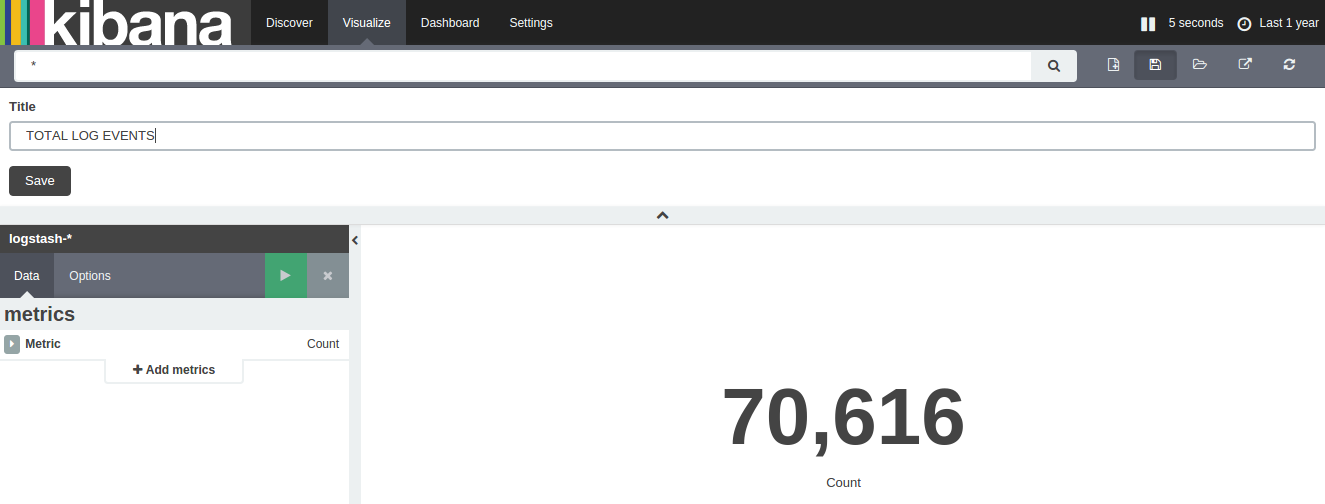 kibana Discover Visualize Dashboard Settings 5 seconds Last 1 year
*
Title
TOTAL LOG EVENTS
Save
logstash-*
Data Options
metrics
Metric Count
Add metrics
70,616
Count